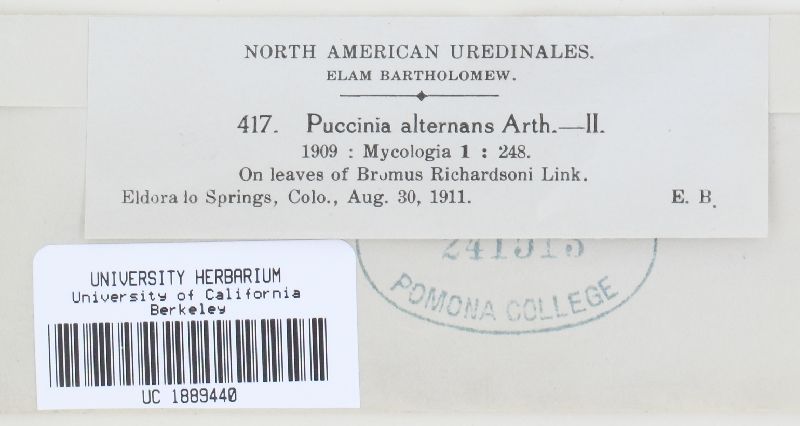 NORTH AMERICAN UREDINALES.
ELAM BARTHOLOMEW.
417. Puccinia alternans Arth.—II.
1909 : Mycologia 1 : 248.
On leaves of Bromus Richardsoni Link.
Eldorado Springs, Colo., Aug. 30, 1911. E. B.
POMONA COLLEGE
UNIVERSITY HERBARIUM
University of California
Berkeley
UC 1889440